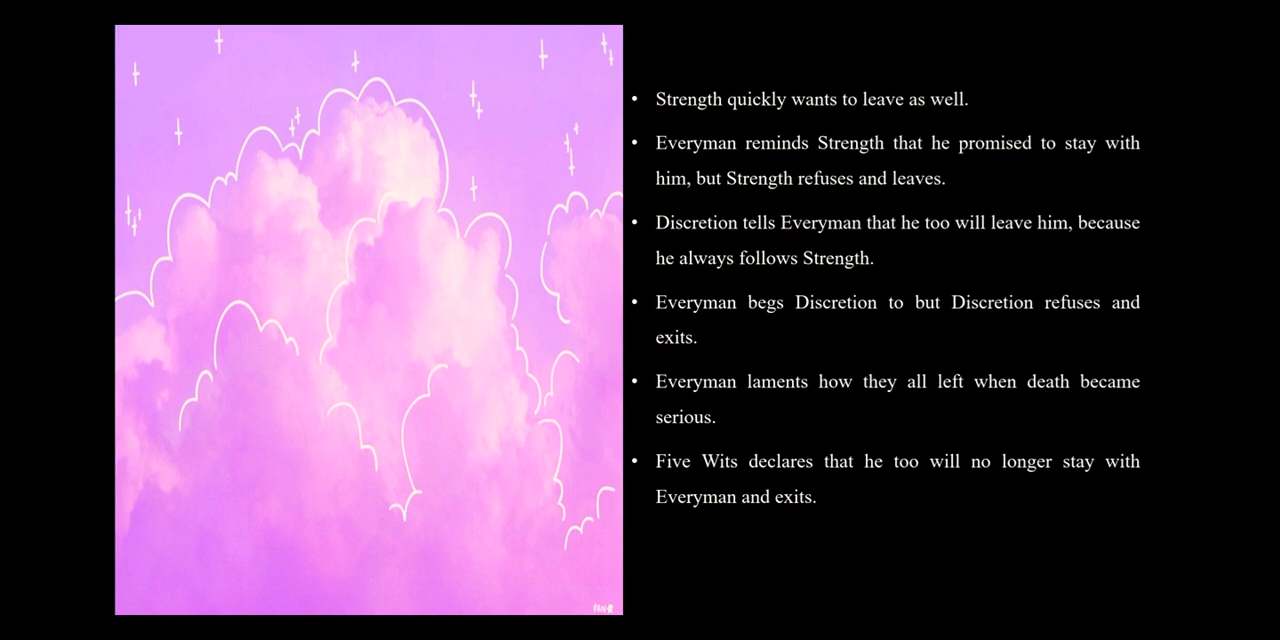 • Strength quickly wants to leave as well.
• Everyman reminds Strength that he promised to stay with
him, but Strength refuses and leaves.
• Discretion tells Everyman that he too will leave him, because
he always follows Strength.
• Everyman begs Discretion to but Discretion refuses and
exits.
• Everyman laments how they all left when death became
serious.
• Five Wits declares that he too will no longer stay with
Everyman and exits.